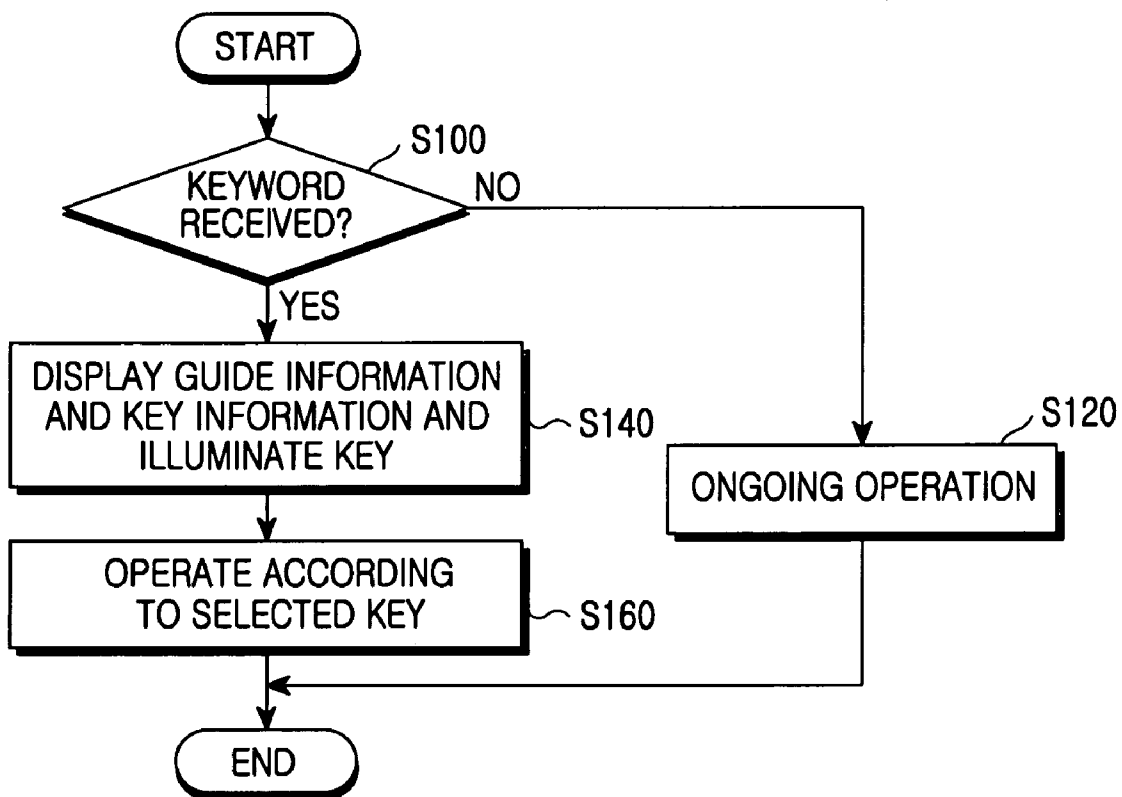 START
S100
KEYWORD
RECEIVED?
NO
YES
DISPLAY GUIDE INFORMATION
AND KEY INFORMATION AND
ILLUMINATE KEY
S140
S120
ONGOING OPERATION
OPERATE ACCORDING
TO SELECTED KEY
S160
END